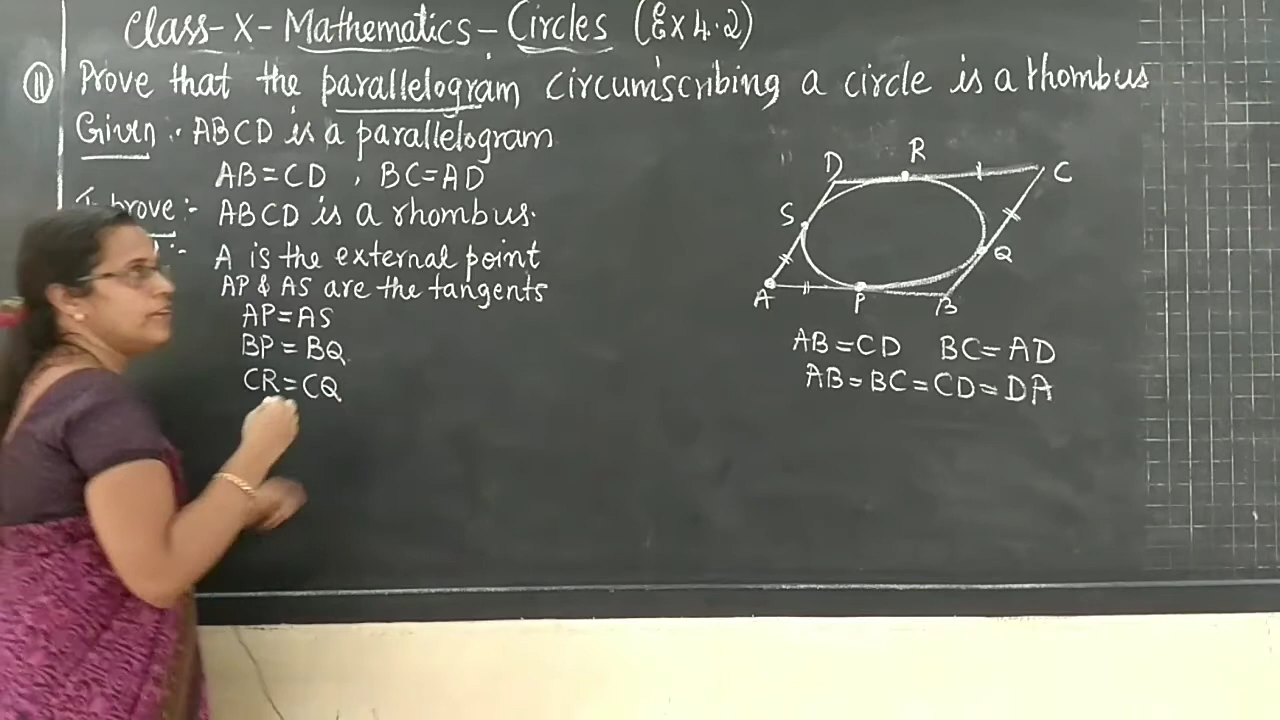 Class-X-Mathematics-Circles (Ex 4.2)
11 Prove that the parallelogram circumscribing a circle is a rhombus
Given :- ABCD is a parallelogram
AB=CD , BC=AD
prove:- ABCD is a rhombus.
:- A is the external point
AP & AS are the tangents
AP=AS
BP=BQ
CR=CQ
D R C
S Q
A P B
AB=CD BC=AD
AB=BC=CD=DA